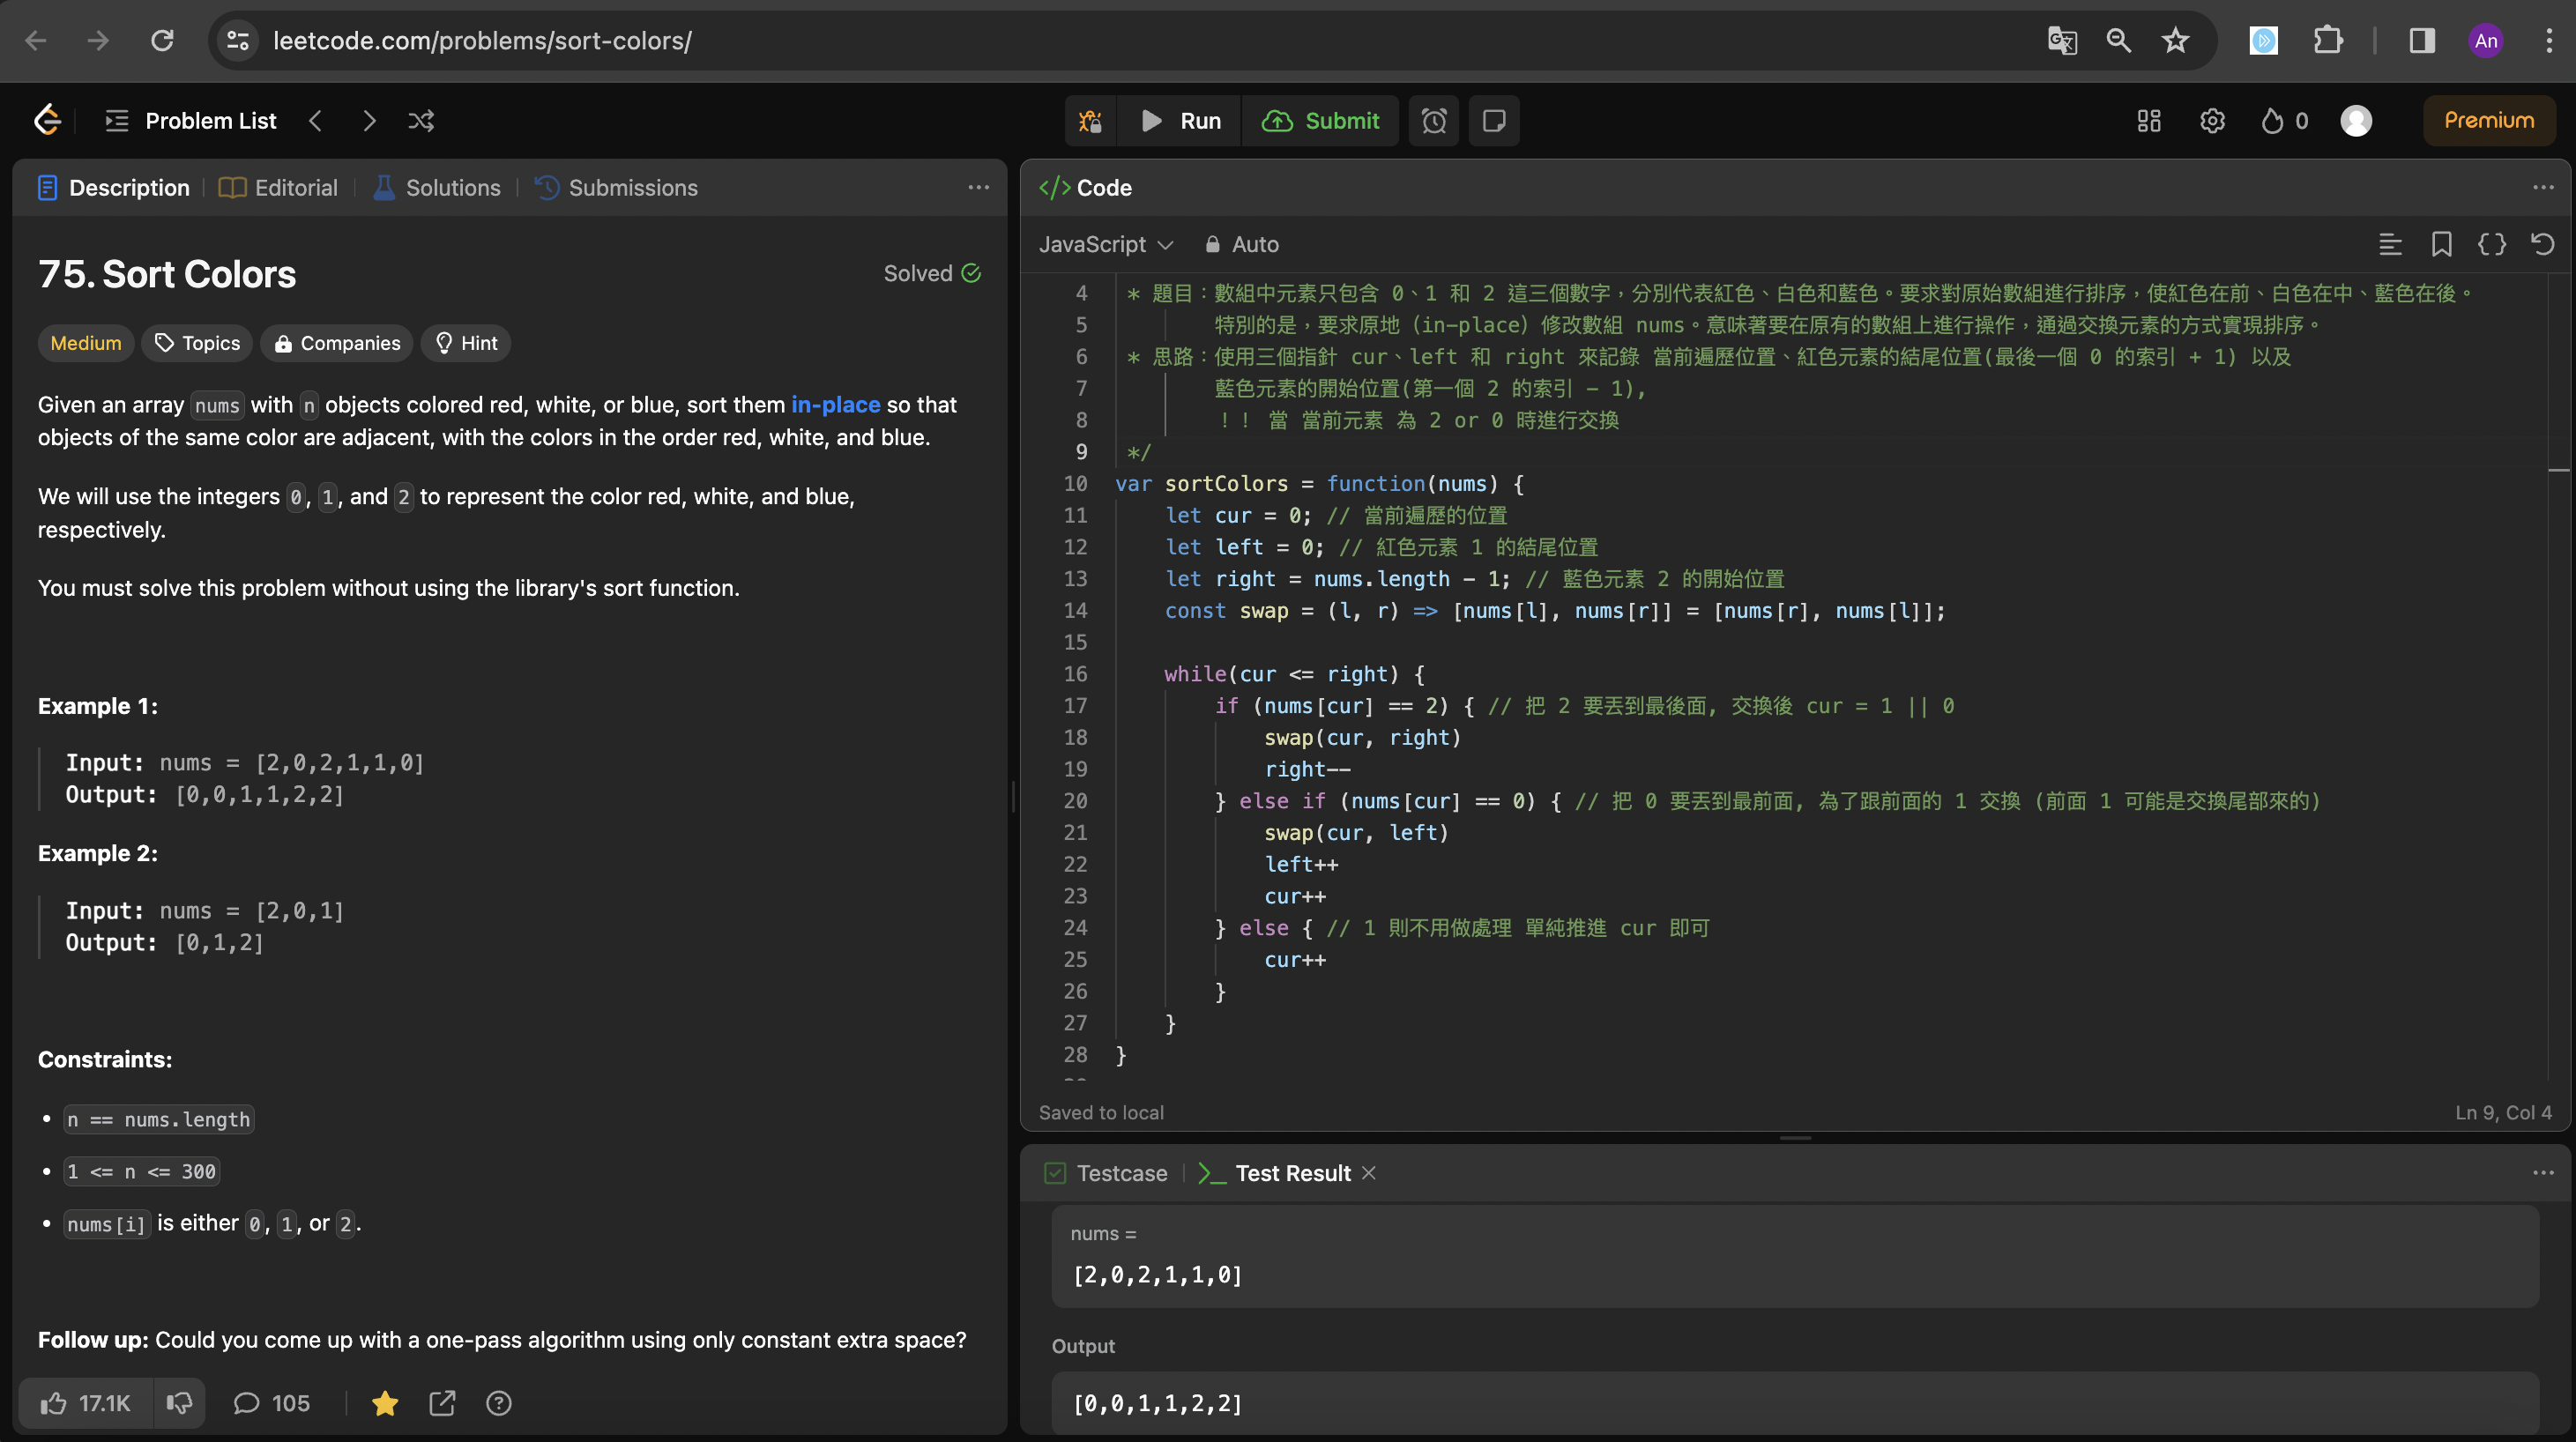 leetcode.com/problems/sort-colors/
An
Problem List
Run
Submit
0
Premium
Description
Editorial
Solutions
Submissions
75. Sort Colors
Solved
Medium
Topics
Companies
Hint
Given an array nums with n objects colored red, white, or blue, sort them in-place so that
objects of the same color are adjacent, with the colors in the order red, white, and blue.
We will use the integers 0, 1, and 2 to represent the color red, white, and blue,
respectively.
You must solve this problem without using the library's sort function.
Example 1:
Input: nums = [2,0,2,1,1,0]
Output: [0,0,1,1,2,2]
Example 2:
Input: nums = [2,0,1]
Output: [0,1,2]
Constraints:
n == nums.length
1 <= n <= 300
nums[i] is either 0, 1, or 2.
Follow up: Could you come up with a one-pass algorithm using only constant extra space?
17.1K
105
</> Code
JavaScript
Auto
4 * 題目：數組中元素只包含 0、1 和 2 這三個數字，分別代表紅色、白色和藍色。要求對原始數組進行排序，使紅色在前、白色在中、藍色在後。
5 特別的是，要求原地（in-place）修改數組 nums。意味著要在原有的數組上進行操作，通過交換元素的方式實現排序。
6 * 思路：使用三個指針 cur、left 和 right 來記錄 當前遍歷位置、紅色元素的結尾位置(最後一個 0 的索引 + 1) 以及
7 藍色元素的開始位置(第一個 2 的索引 - 1),
8 ！！ 當 當前元素 為 2 or 0 時進行交換
9 */
10 var sortColors = function(nums) {
11 let cur = 0; // 當前遍歷的位置
12 let left = 0; // 紅色元素 1 的結尾位置
13 let right = nums.length - 1; // 藍色元素 2 的開始位置
14 const swap = (l, r) => [nums[l], nums[r]] = [nums[r], nums[l]];
15
16 while(cur <= right) {
17 if (nums[cur] == 2) { // 把 2 要丟到最後面, 交換後 cur = 1 || 0
18 swap(cur, right)
19 right--
20 } else if (nums[cur] == 0) { // 把 0 要丟到最前面, 為了跟前面的 1 交換 (前面 1 可能是交換尾部來的)
21 swap(cur, left)
22 left++
23 cur++
24 } else { // 1 則不用做處理 單純推進 cur 即可
25 cur++
26 }
27 }
28 }
Saved to local
Ln 9, Col 4
Testcase
Test Result
nums =
[2,0,2,1,1,0]
Output
[0,0,1,1,2,2]